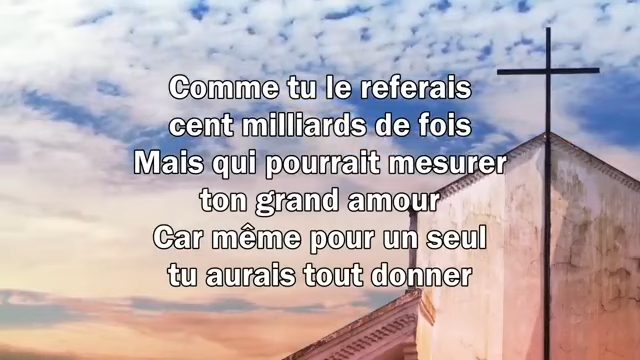 Comme tu le referais
cent milliards de fois
Mais qui pourrait mesurer
ton grand amour
Car même pour un seul
tu aurais tout donner